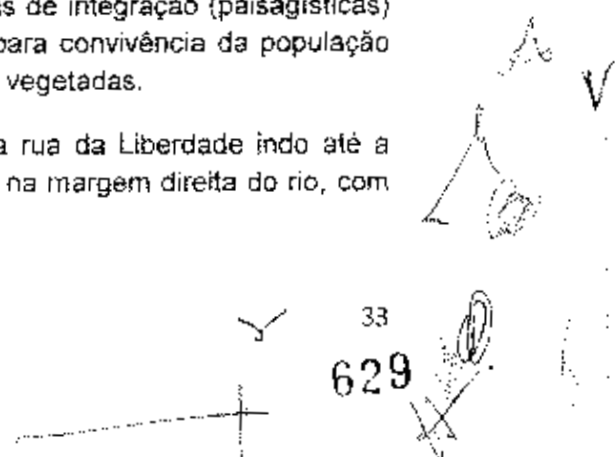 s de integração (paisagísticas)
para convivência da população
vegetadas.
a rua da Liberdade indo até a
na margem direita do rio, com
33
629